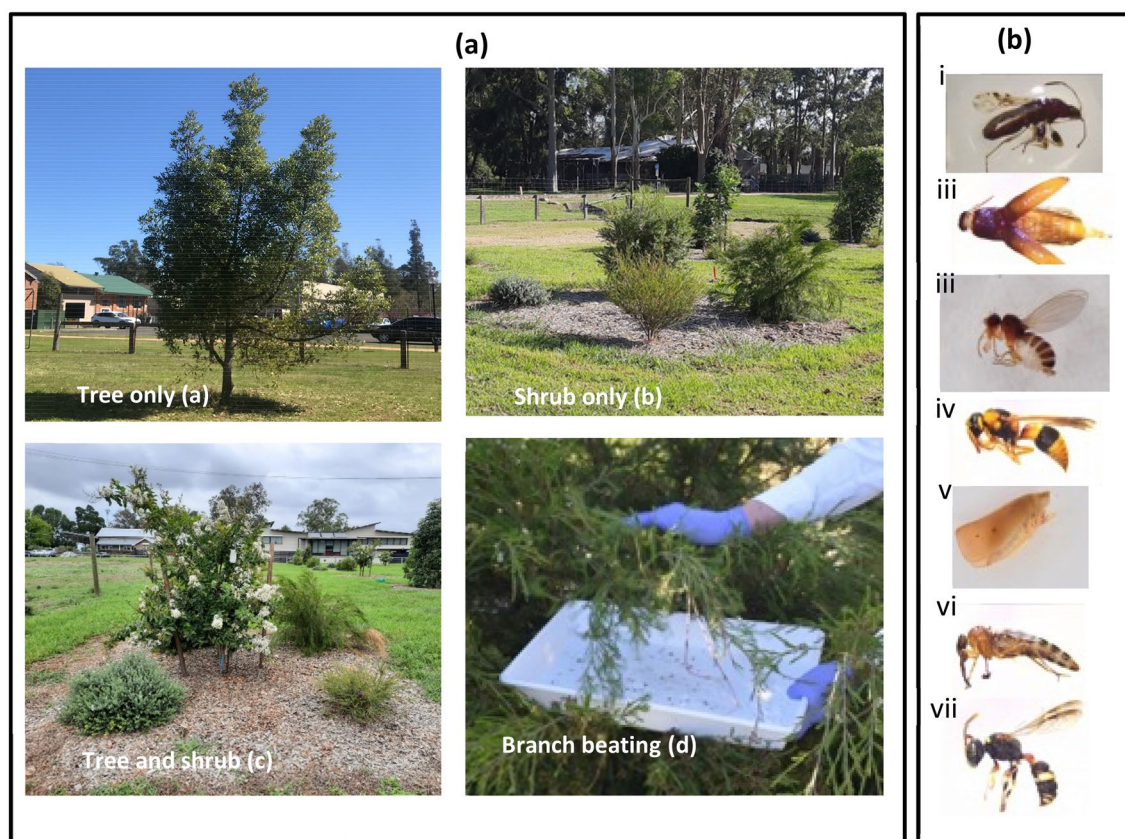 (a)
Tree only (a)
Shrub only (b)
Tree and shrub (c)
Branch beating (d)
(b)
i
iii
iii
iv
v
vi
vii